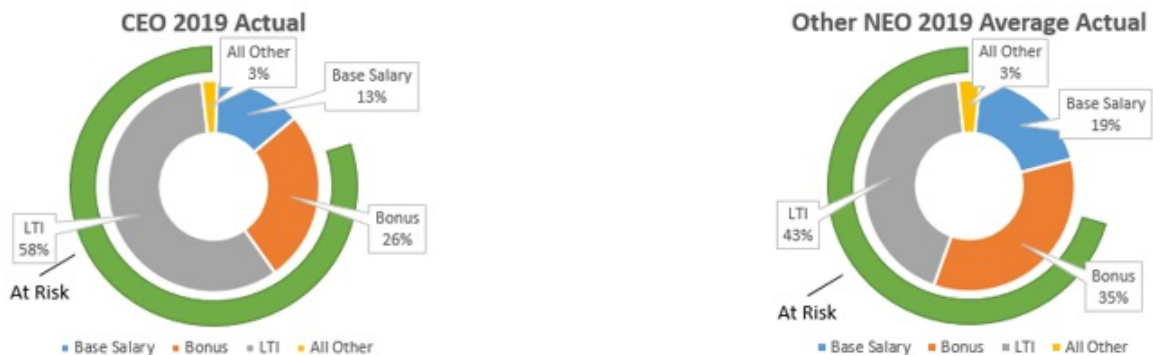 CEO 2019 Actual
All Other
3%
Base Salary
13%
Bonus
26%
LTI
58%
At Risk
Base Salary Bonus LTI All Other
Other NEO 2019 Average Actual
All Other
3%
Base Salary
19%
LTI
43%
Bonus
35%
At Risk
Base Salary Bonus LTI All Other